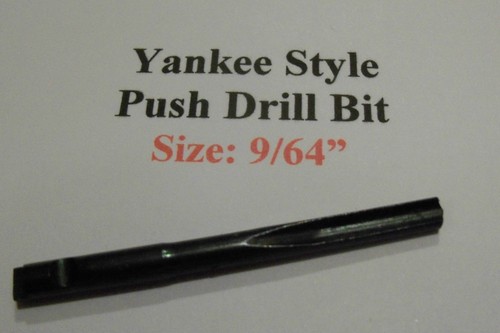 Yankee Style
Push Drill Bit
Size: 9/64”